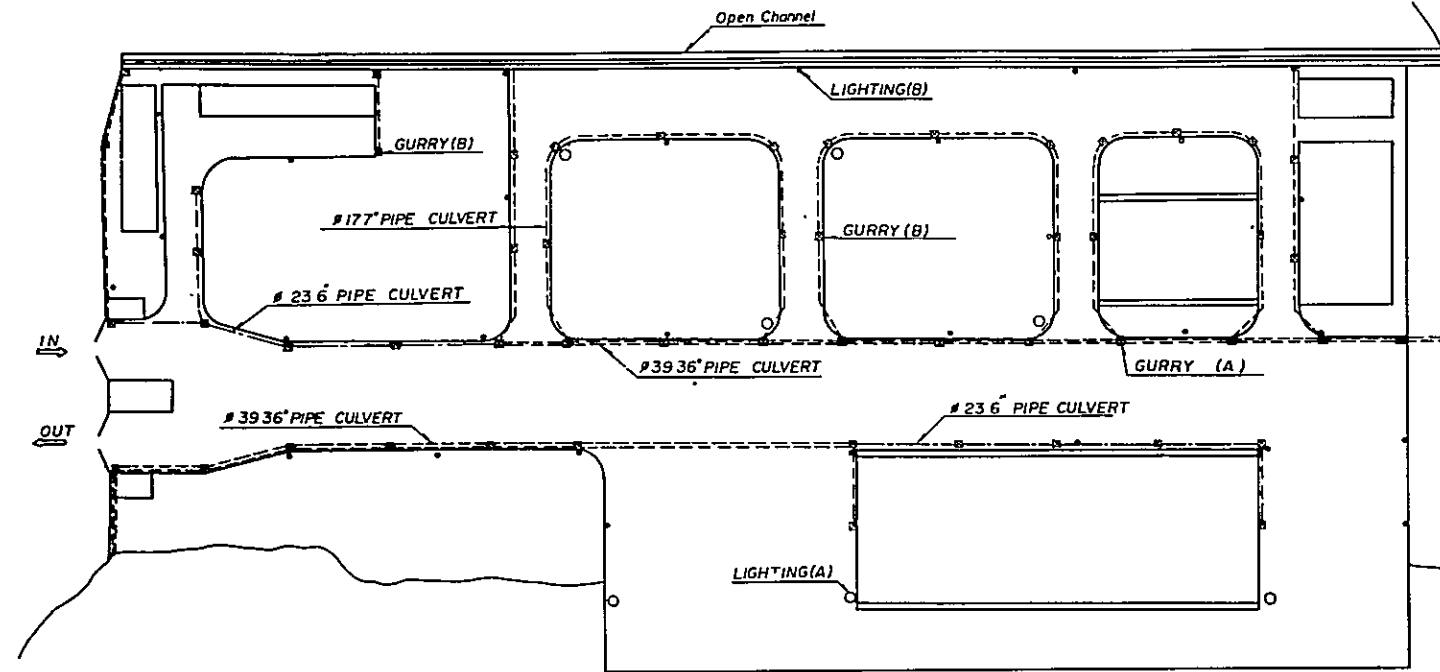 Open Channel
LIGHTING(B)
GURRY(B)
ø177" PIPE CULVERT
GURRY(B)
ø 23 6" PIPE CULVERT
IN
ø39 36" PIPE CULVERT
GURRY (A)
ø 39 36" PIPE CULVERT
ø 23 6" PIPE CULVERT
OUT
LIGHTING(A)